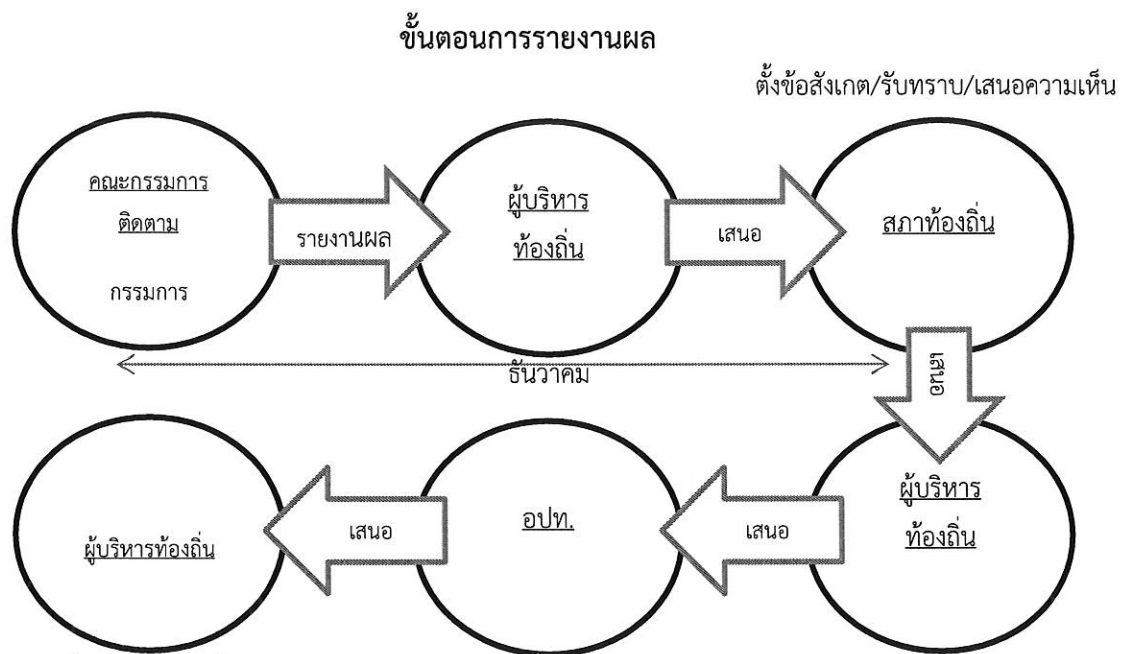 ขั้นตอนการรายงานผล
ตั้งข้อสังเกต/รับทราบ/เสนอความเห็น
คณะกรรมการ
ติดตาม
กรรมการ
รายงานผล
ผู้บริหาร
ท้องถิ่น
เสนอ
สภาท้องถิ่น
ธันวาคม
เสนอ
ผู้บริหาร
ท้องถิ่น
เสนอ
อปท.
เสนอ
ผู้บริหารท้องถิ่น